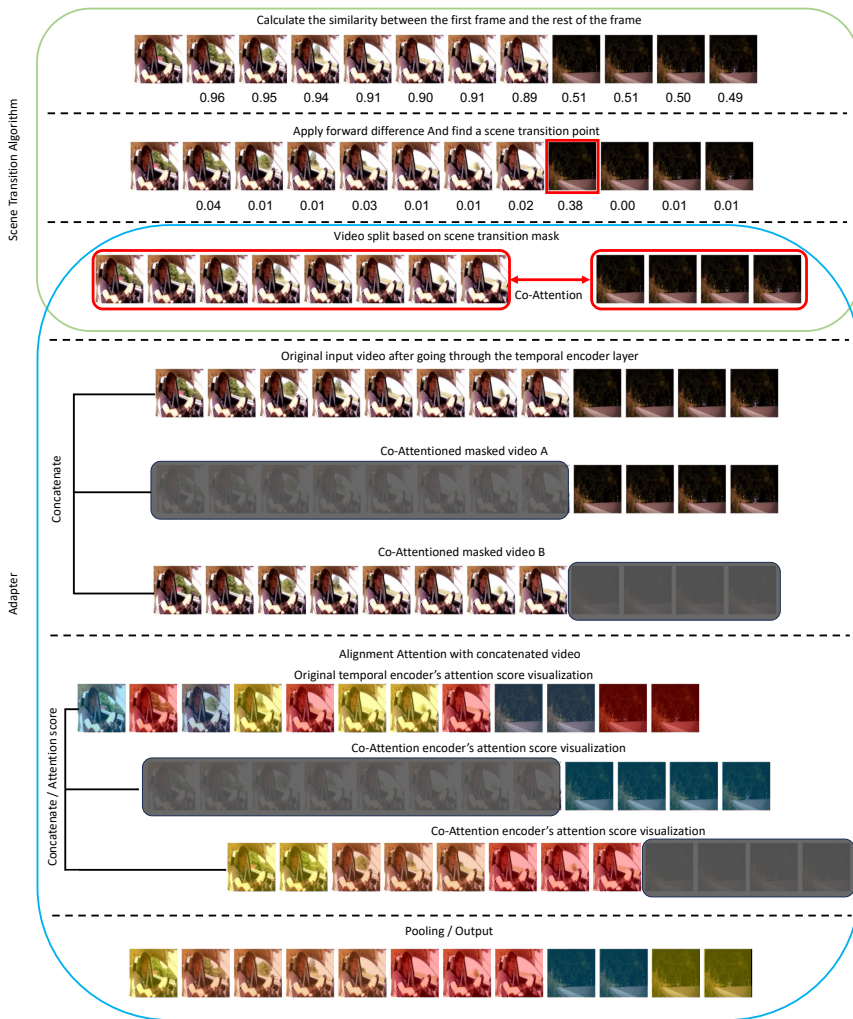 Calculate the similarity between the first frame and the rest of the frame
0.96 0.95 0.94 0.91 0.90 0.91 0.89 0.51 0.51 0.50 0.49
Scene Transition Algorithm
Apply forward difference And find a scene transition point
0.04 0.01 0.01 0.03 0.01 0.01 0.02 0.38 0.00 0.01 0.01
Video split based on scene transition mask
Co-Attention
Original input video after going through the temporal encoder layer
Concatenate
Co-Attentioned masked video A
Co-Attentioned masked video B
Adapter
Alignment Attention with concatenated video
Original temporal encoder's attention score visualization
Concatenate / Attention score
Co-Attention encoder's attention score visualization
Co-Attention encoder's attention score visualization
Pooling / Output